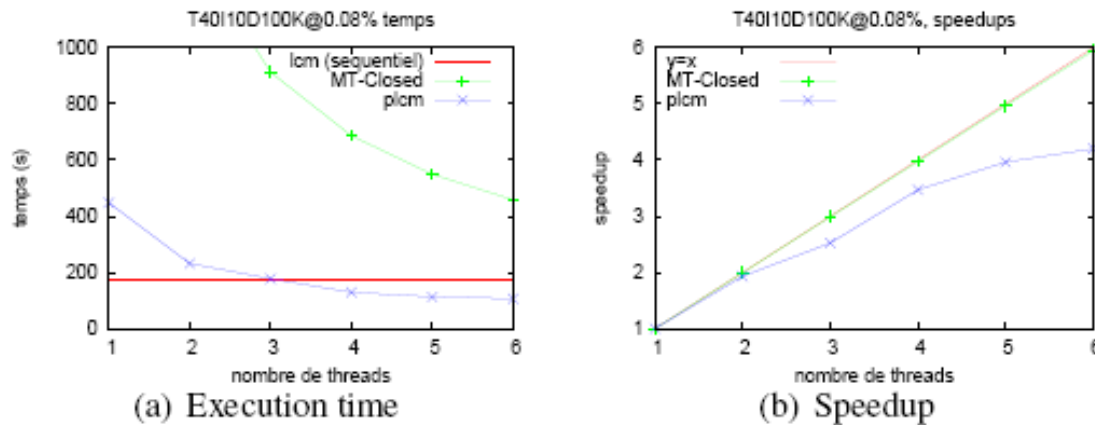 T40I10D100K@0.08% temps
1000
800
600
400
200
0
lcm (sequentiel)
MT-Closed
plcm
temps (s)
1 2 3 4 5 6
nombre de threads
(a) Execution time
T40I10D100K@0.08%, speedups
6
5
4
3
2
1
y=x
MT-Closed
plcm
speedup
1 2 3 4 5 6
nombre de threads
(b) Speedup